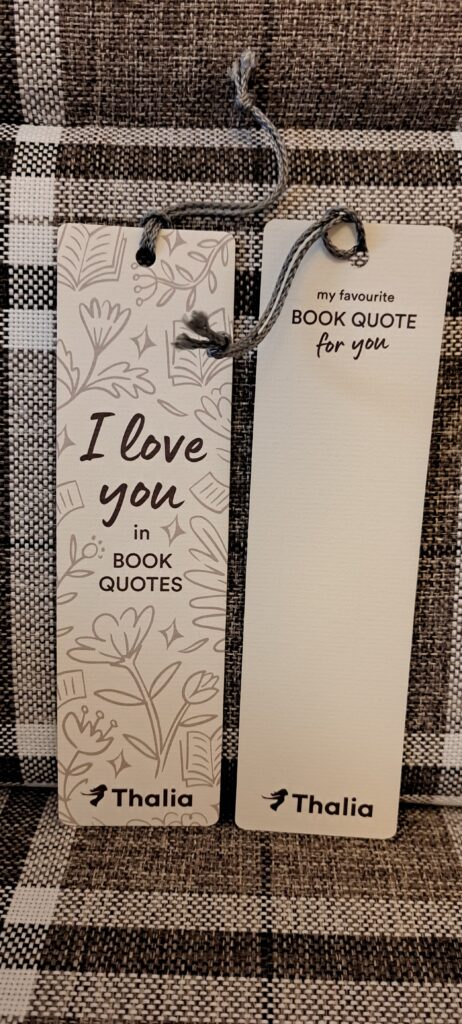 I love
you
in
BOOK
QUOTES
Thalia
my favourite
BOOK QUOTE
for you
Thalia